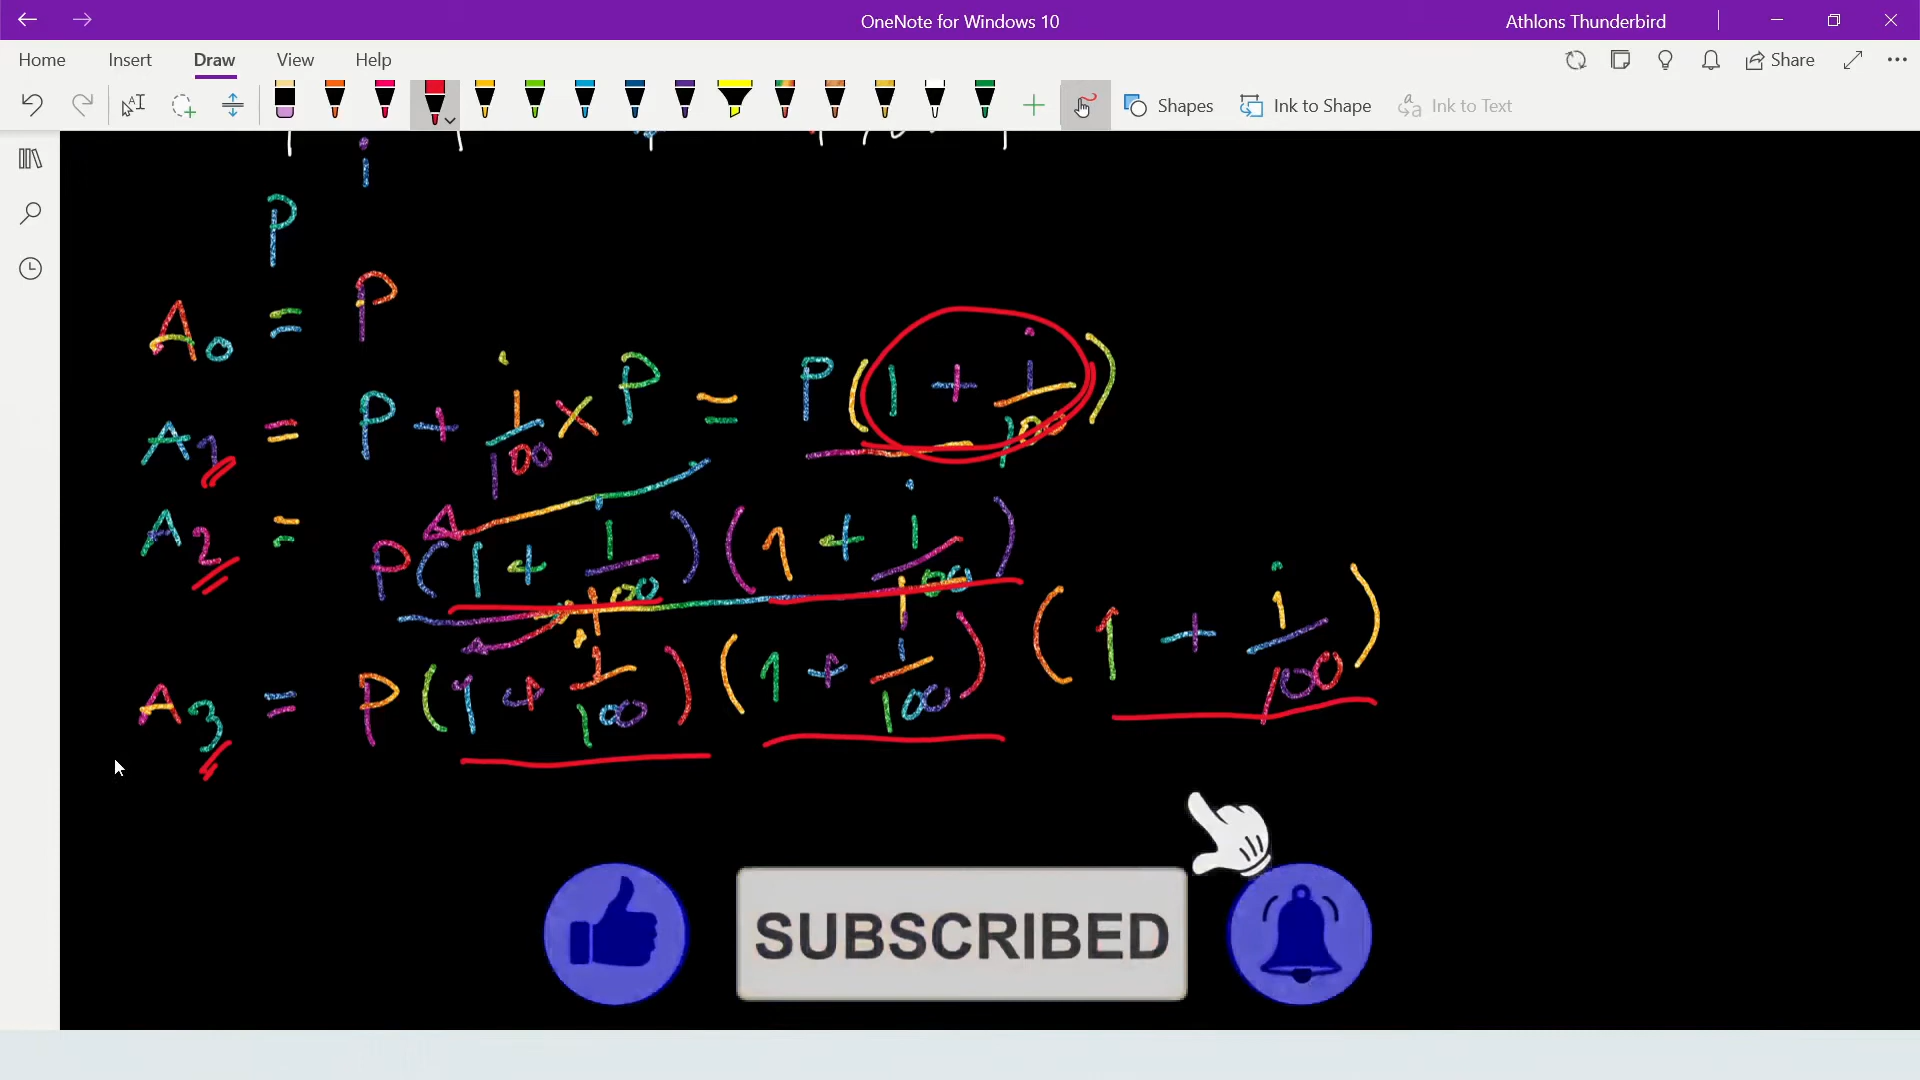 OneNote for Windows 10 Athlons Thunderbird
Home Insert Draw View Help Share
Shapes Ink to Shape Ink to Text
i
P
A₀ = P
A₁ = P + i/100 × P = P(1 + i/100)
A₂ = P(1 + i/100)(1 + i/100)
A₃ = P(1 + i/100)(1 + i/100)(1 + i/100)
SUBSCRIBED